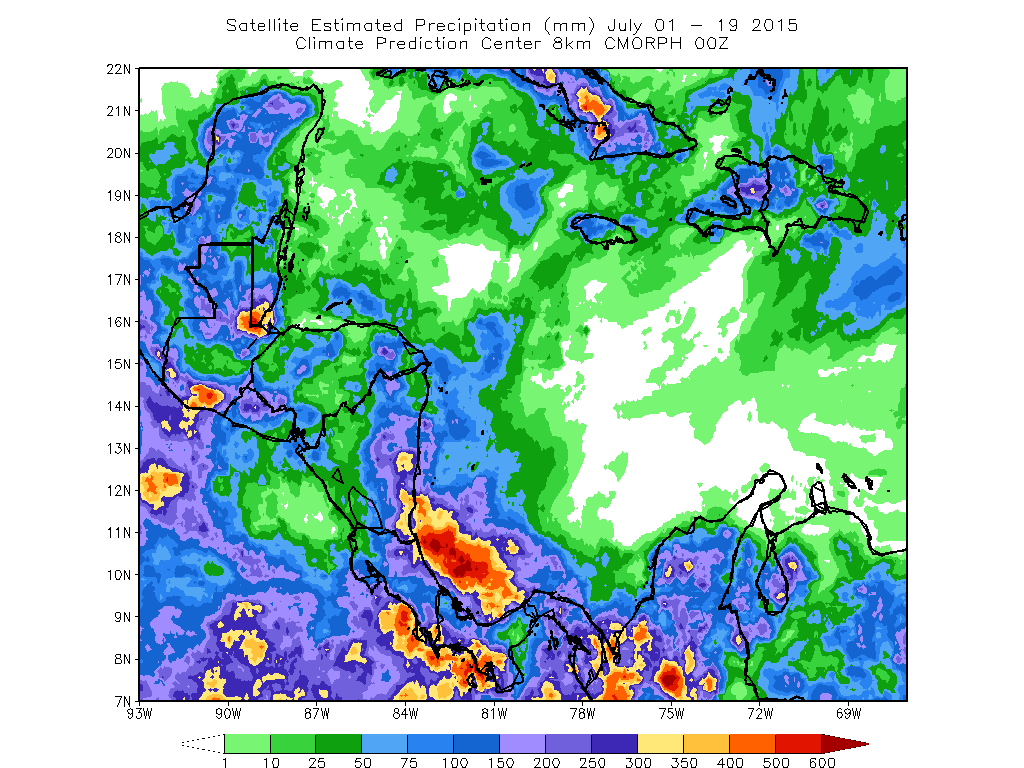 Satellite Estimated Precipitation (mm) July 01 – 19 2015
Climate Prediction Center 8km CMORPH 00Z
22N
21N
20N
19N
18N
17N
16N
15N
14N
13N
12N
11N
10N
9N
8N
7N
93W 90W 87W 84W 81W 78W 75W 72W 69W
1 10 25 50 75 100 150 200 250 300 350 400 500 600